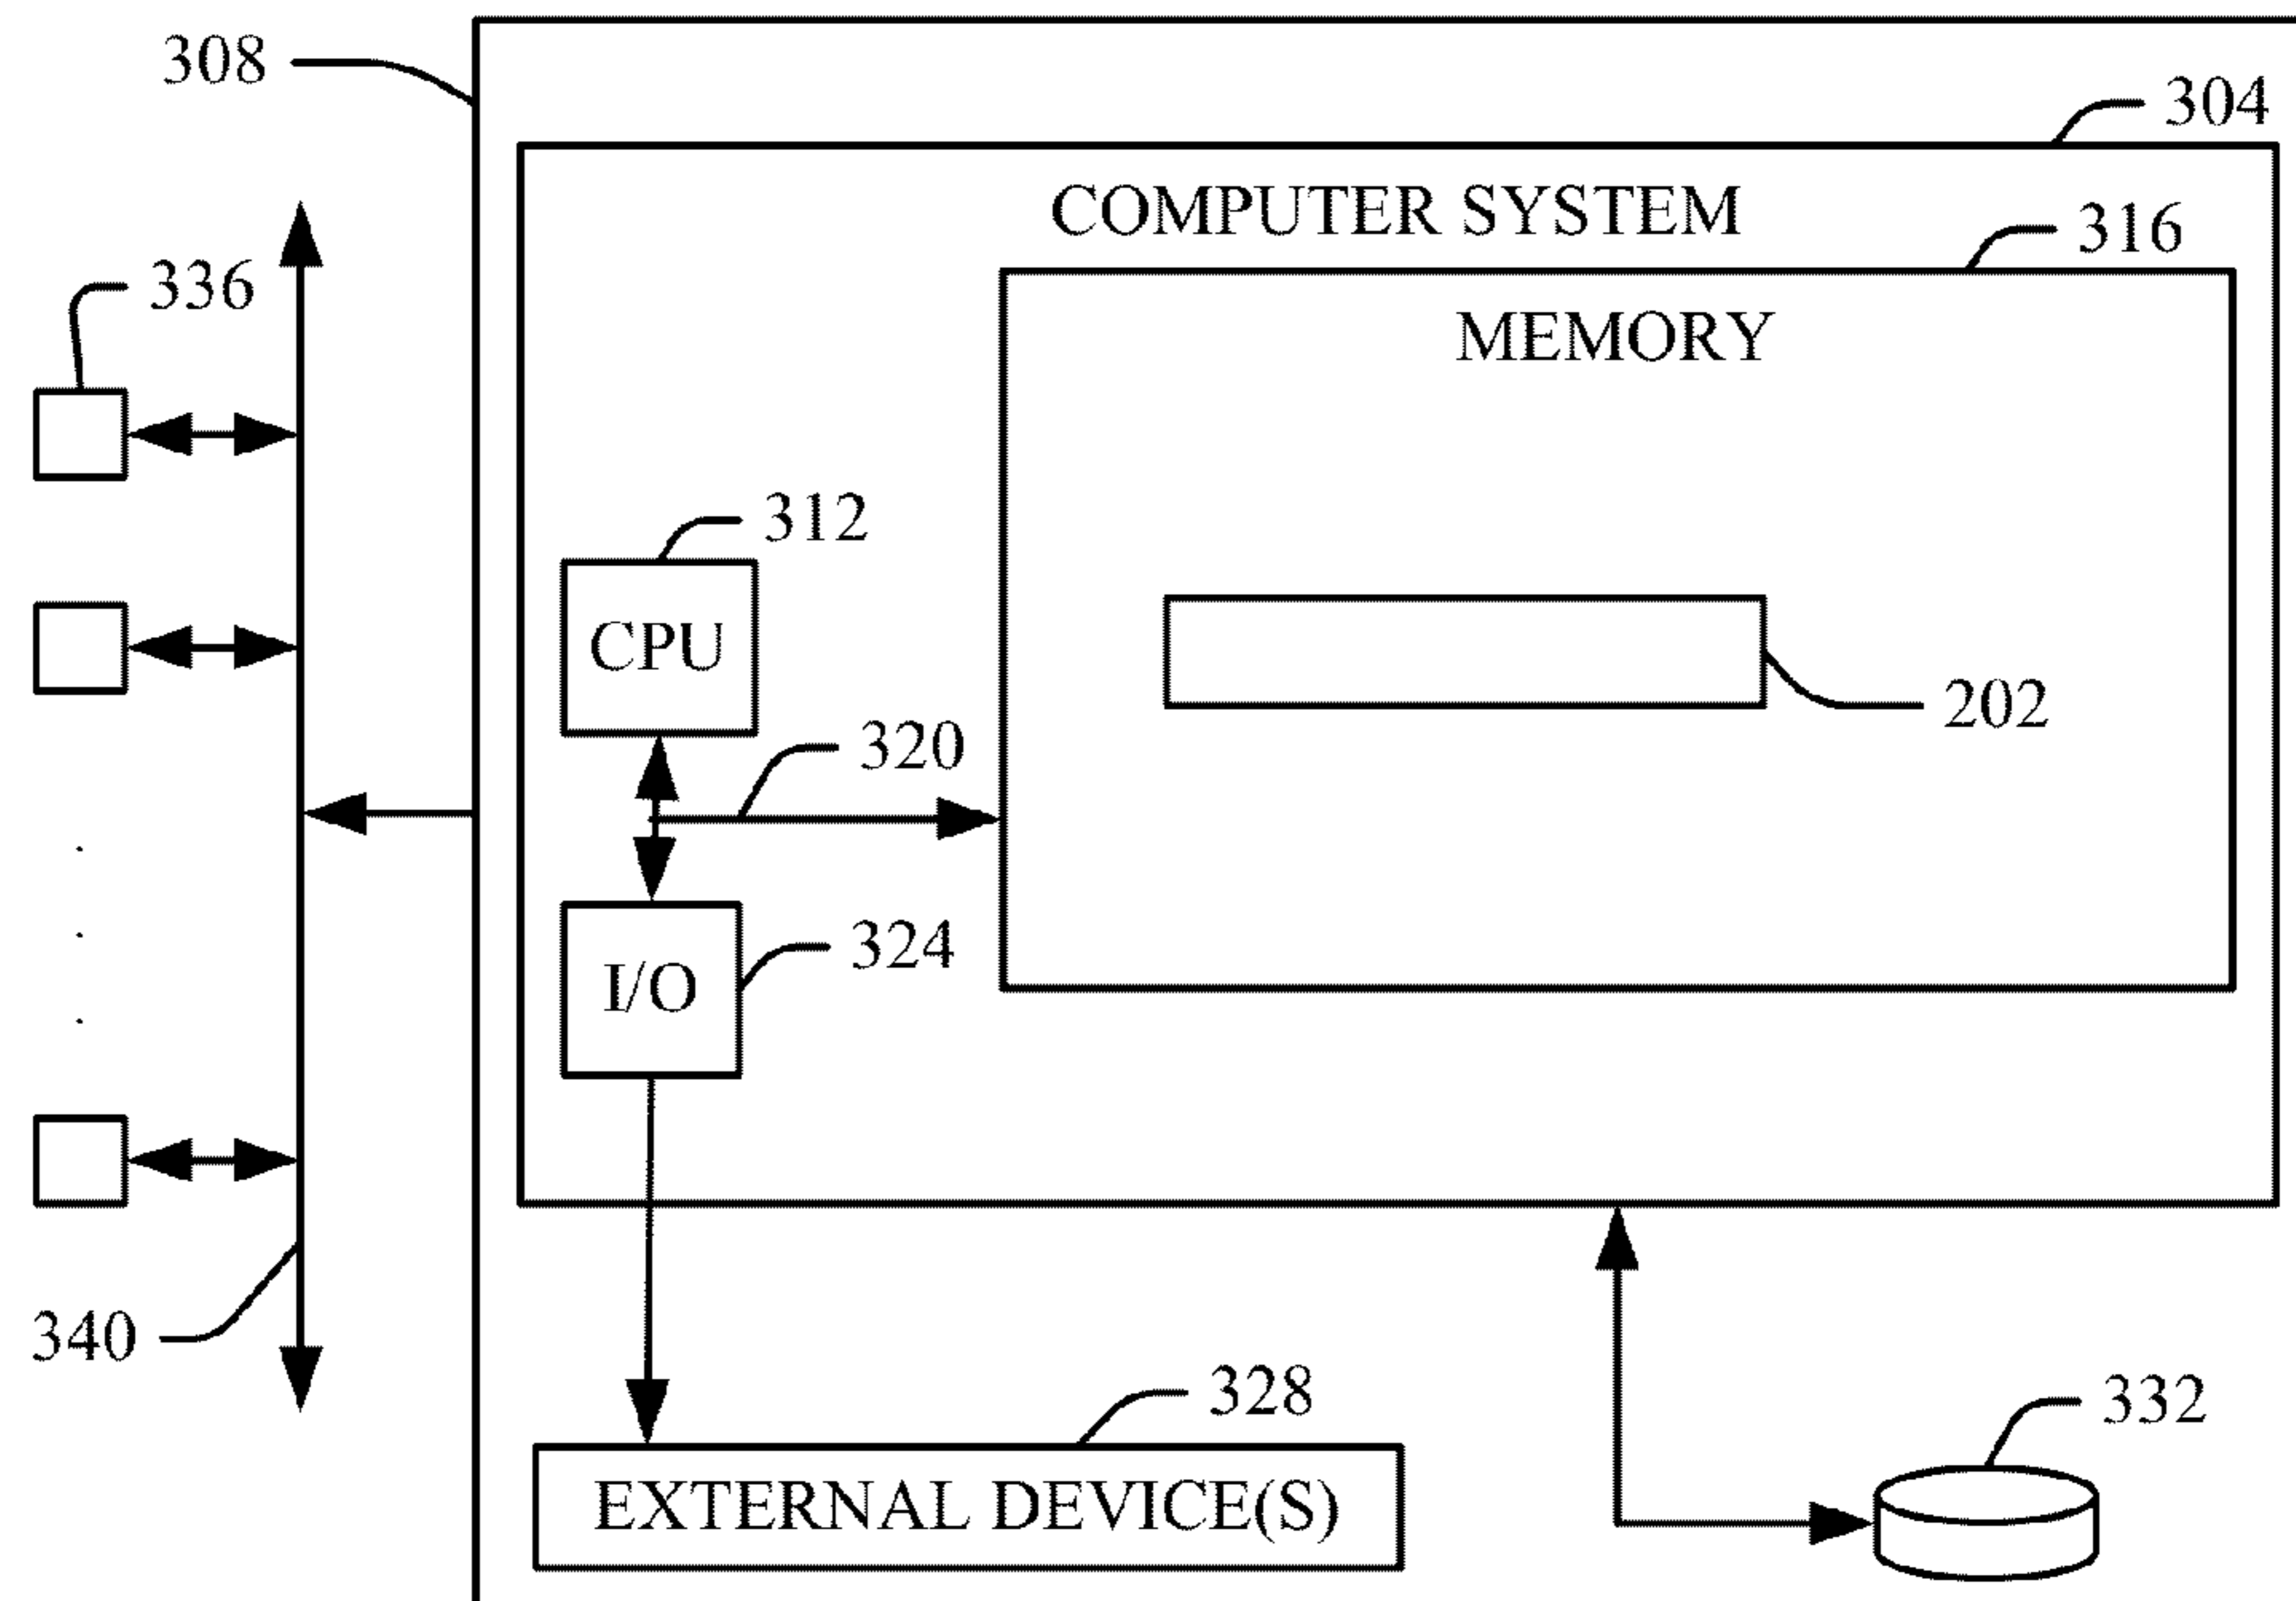 308
304
COMPUTER SYSTEM
316
336
MEMORY
312
CPU
202
320
324
I/O
340
328
332
EXTERNAL DEVICE(S)